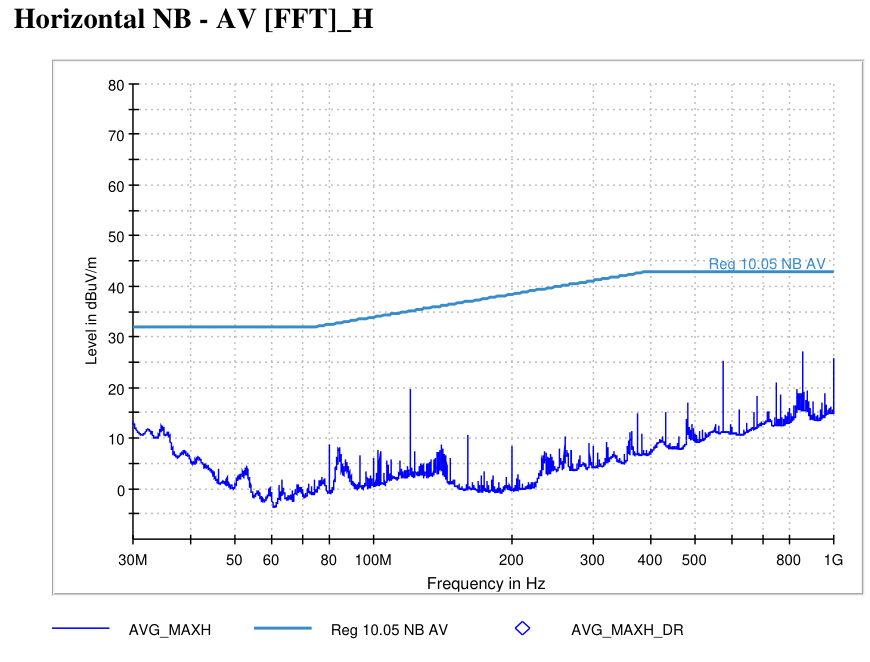 Horizontal NB - AV [FFT]_H
80
70
60
50
40
30
20
10
0
Level in dBuV/m
Reg 10.05 NB AV
30M 50 60 80 100M 200 300 400 500 800 1G
Frequency in Hz
AVG_MAXH Reg 10.05 NB AV AVG_MAXH_DR